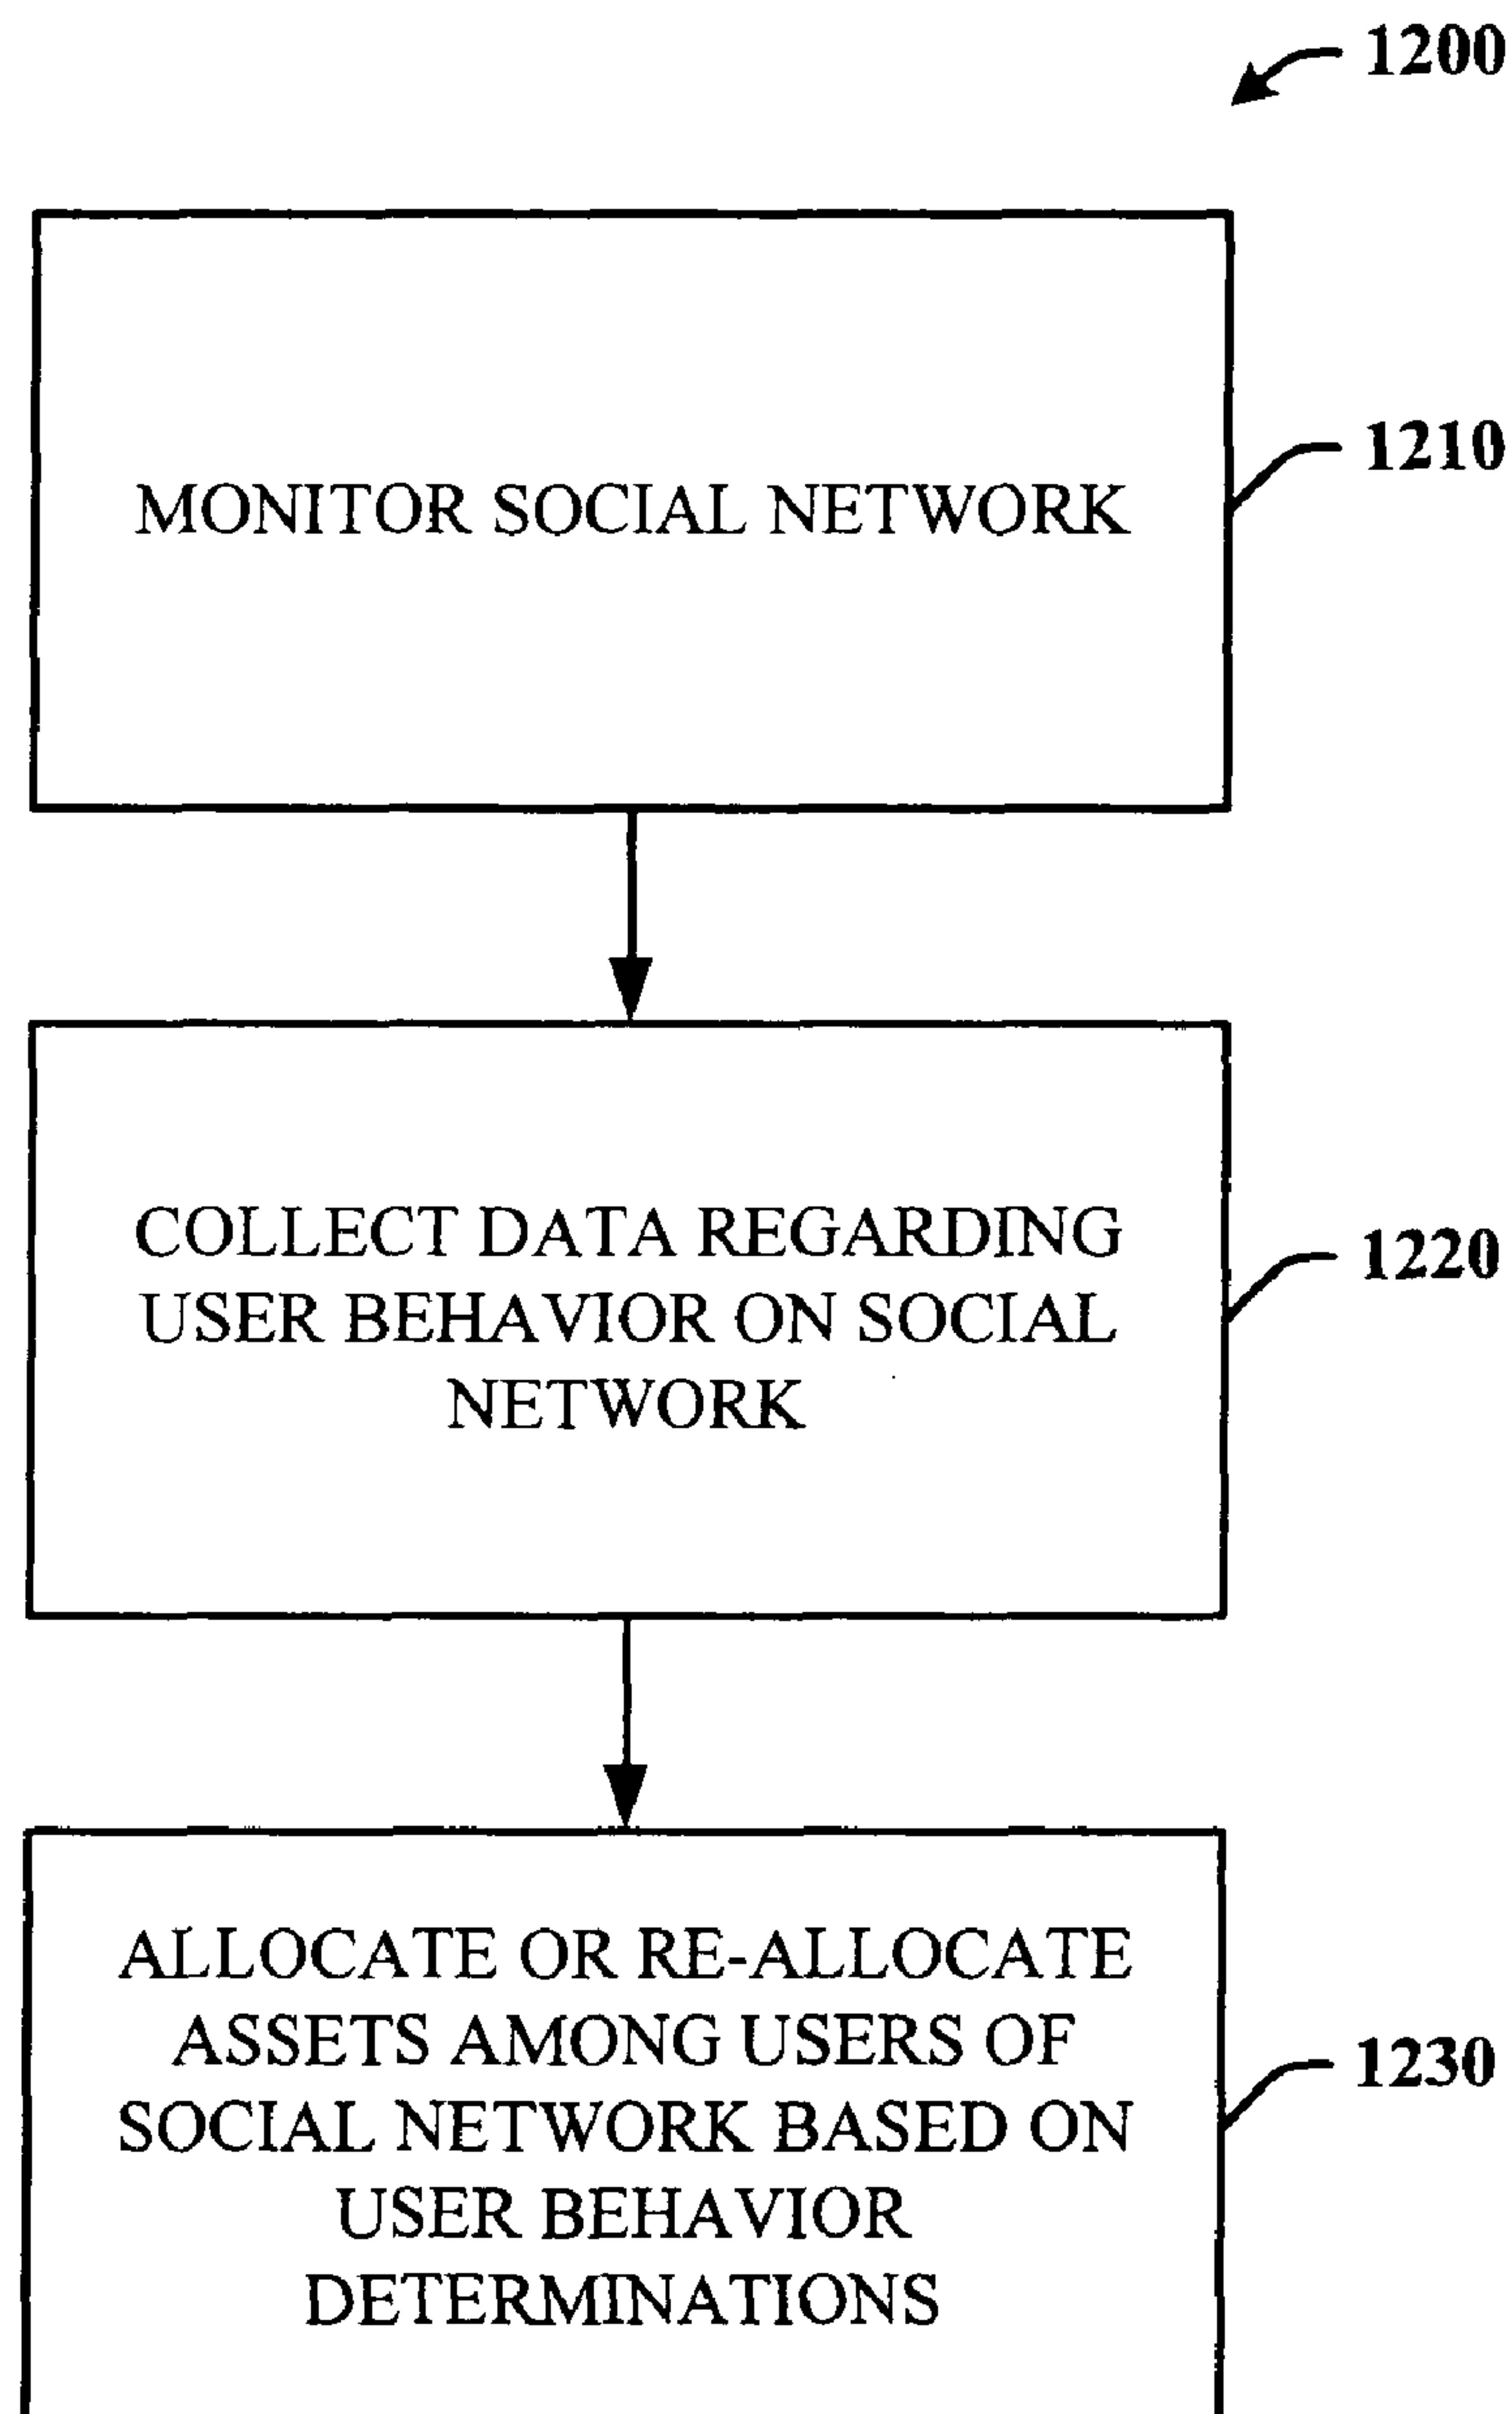 1200
MONITOR SOCIAL NETWORK
1210
COLLECT DATA REGARDING
USER BEHAVIOR ON SOCIAL
NETWORK
1220
ALLOCATE OR RE-ALLOCATE
ASSETS AMONG USERS OF
SOCIAL NETWORK BASED ON
USER BEHAVIOR
DETERMINATIONS
1230